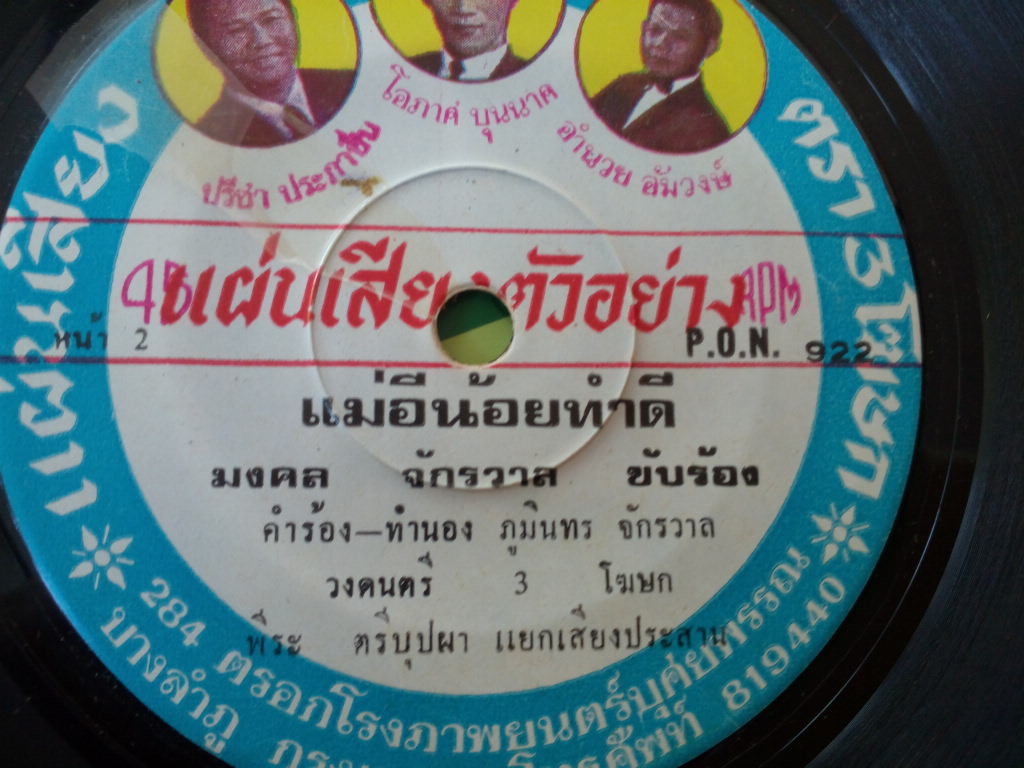 โอภาศ บุนนาค
ปรีชา ประกาชื่น
อำนวย อัมวงษ์
แผ่นเสียง
ตรา 3 โฆษก
45 RPM
แผ่นเสียงตัวอย่าง
หน้า 2
P.O.N. 922
แม่อีน้อยทำดี
มงคล จักรวาล ขับร้อง
คำร้อง—ทำนอง ภูมินทร จักรวาล
วงดนตรี 3 โฆษก
พีระ ตรีบุปผา แยกเสียงประสาน
284 ตรอกโรงภาพยนตร์บุศยพรรณ
บางลำภู โทรศัพท์ 819440